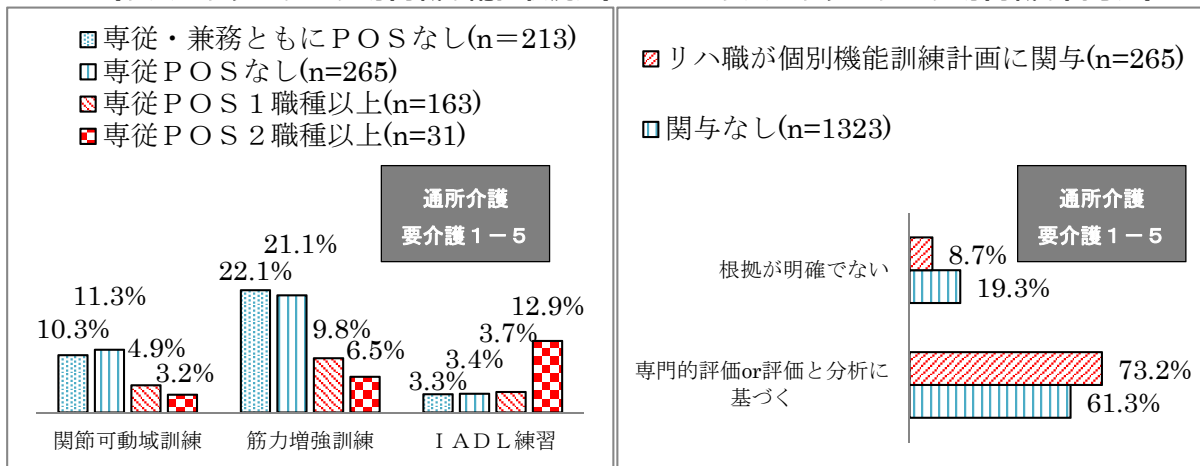 専従・兼務ともにＰＯＳなし(n＝213)
専従ＰＯＳなし(n=265)
専従ＰＯＳ１職種以上(n=163)
専従ＰＯＳ２職種以上(n=31)
通所介護
要介護１－５
10.3%
11.3%
4.9%
3.2%
22.1%
21.1%
9.8%
6.5%
3.3%
3.4%
3.7%
12.9%
関節可動域訓練
筋力増強訓練
ＩＡＤＬ練習
リハ職が個別機能訓練計画に関与(n=265)
関与なし(n=1323)
通所介護
要介護１－５
根拠が明確でない
8.7%
19.3%
専門的評価or評価と分析に
基づく
73.2%
61.3%